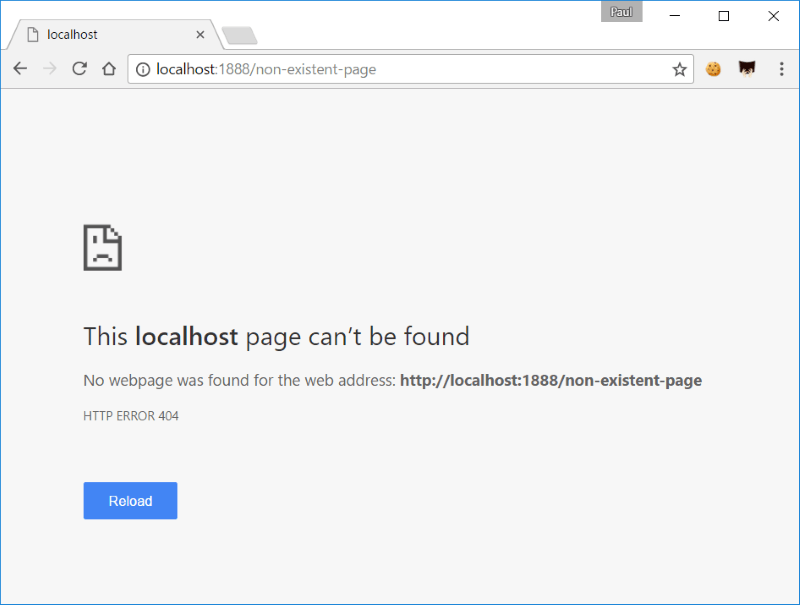 Paul
localhost
localhost:1888/non-existent-page
This localhost page can’t be found
No webpage was found for the web address: http://localhost:1888/non-existent-page
HTTP ERROR 404
Reload